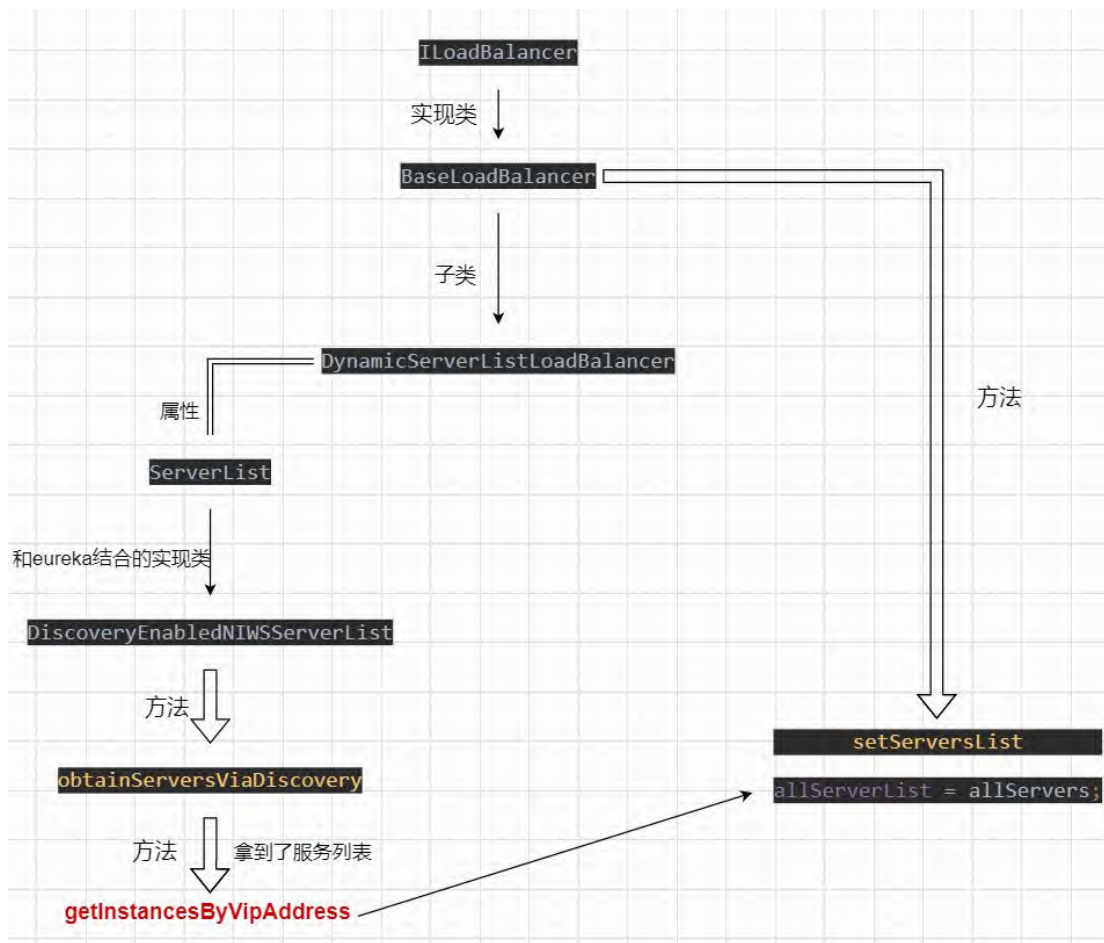 ILoadBalancer
实现类
BaseLoadBalancer
子类
DynamicServerListLoadBalancer
属性
方法
ServerList
和eureka结合的实现类
DiscoveryEnabledNIWSServerList
方法
setServersList
obtainServersViaDiscovery
allServerList = allServers;
方法
拿到了服务列表
getInstancesByVipAddress